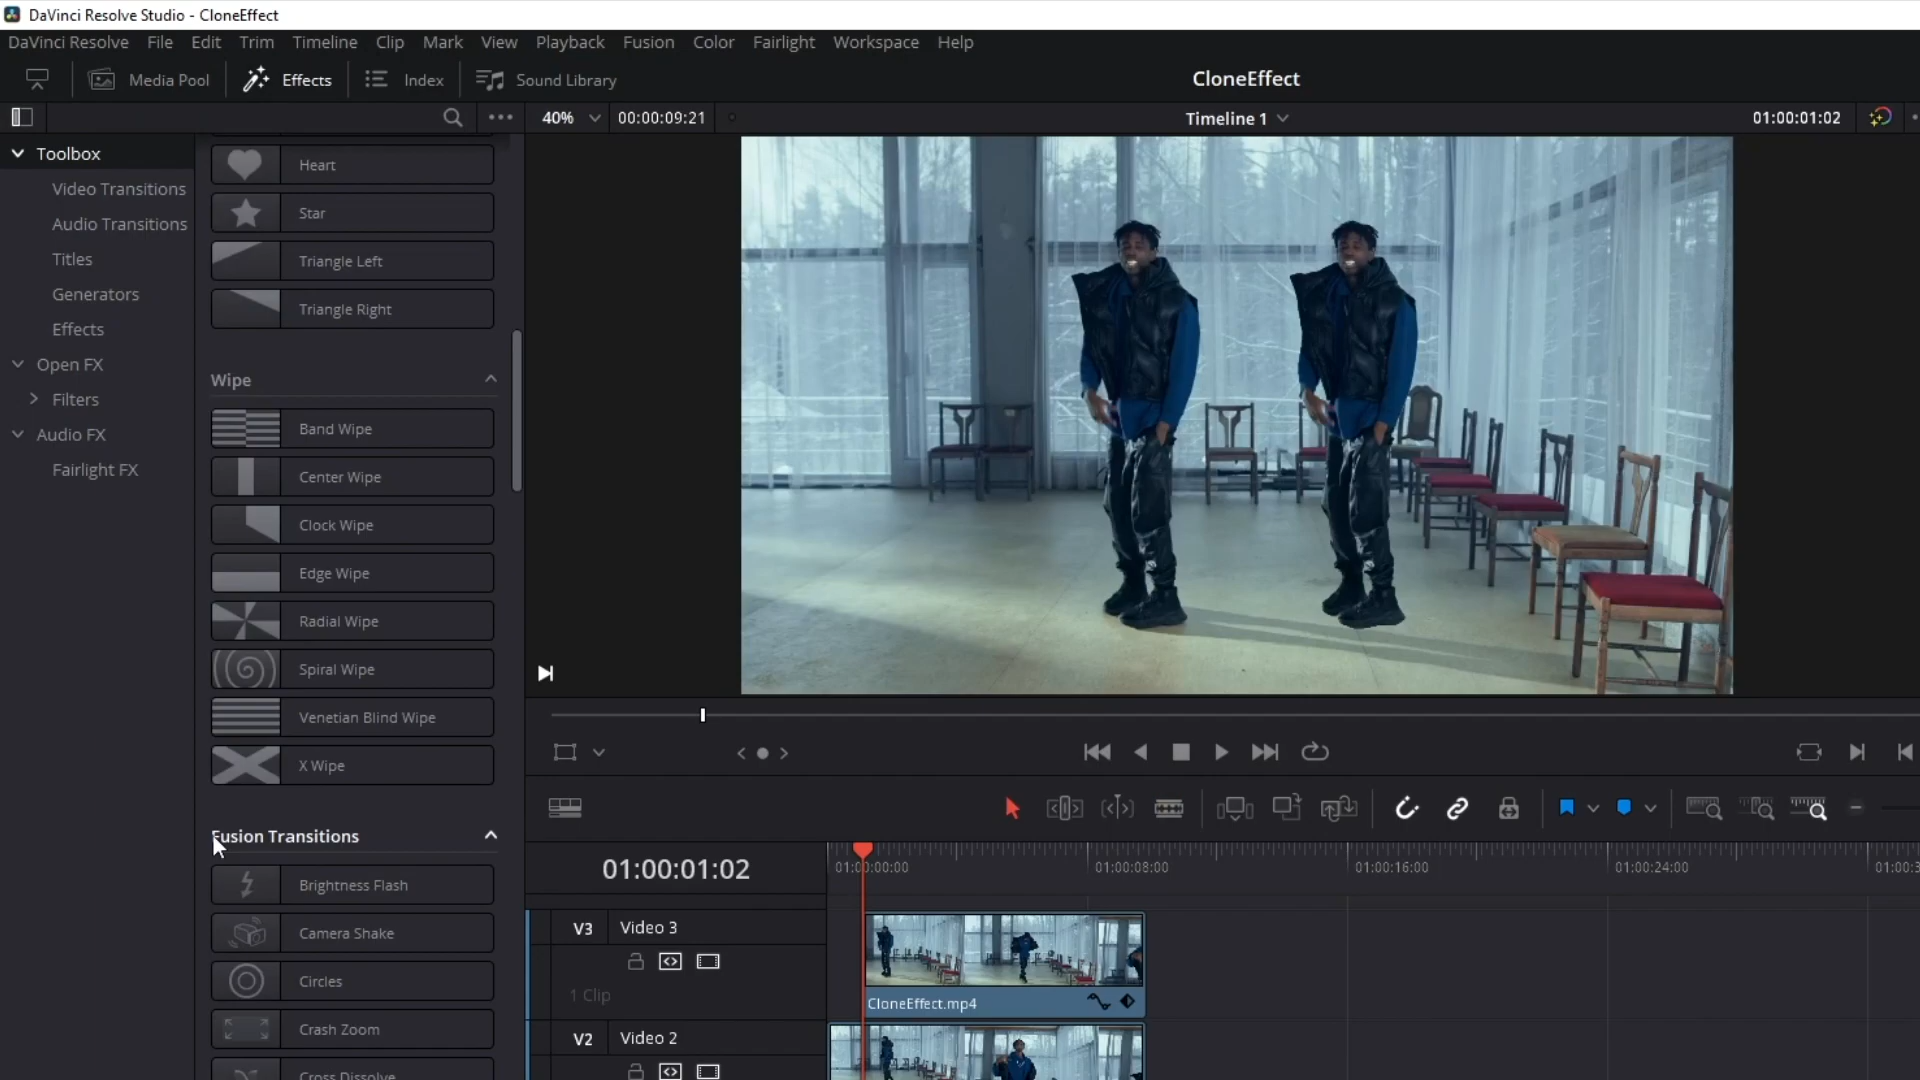 DaVinci Resolve Studio - CloneEffect
DaVinci Resolve File Edit Trim Timeline Clip Mark View Playback Fusion Color Fairlight Workspace Help
Media Pool Effects Index Sound Library CloneEffect
40% 00:00:09:21 Timeline 1 01:00:01:02
Toolbox
Video Transitions
Audio Transitions
Titles
Generators
Effects
Open FX
Filters
Audio FX
Fairlight FX
Heart
Star
Triangle Left
Triangle Right
Wipe
Band Wipe
Center Wipe
Clock Wipe
Edge Wipe
Radial Wipe
Spiral Wipe
Venetian Blind Wipe
X Wipe
Fusion Transitions
Brightness Flash
Camera Shake
Circles
Crash Zoom
Cross Dissolve
01:00:01:02
01:00:00:00 01:00:08:00 01:00:16:00 01:00:24:00
V3 Video 3
1 Clip
CloneEffect.mp4
V2 Video 2